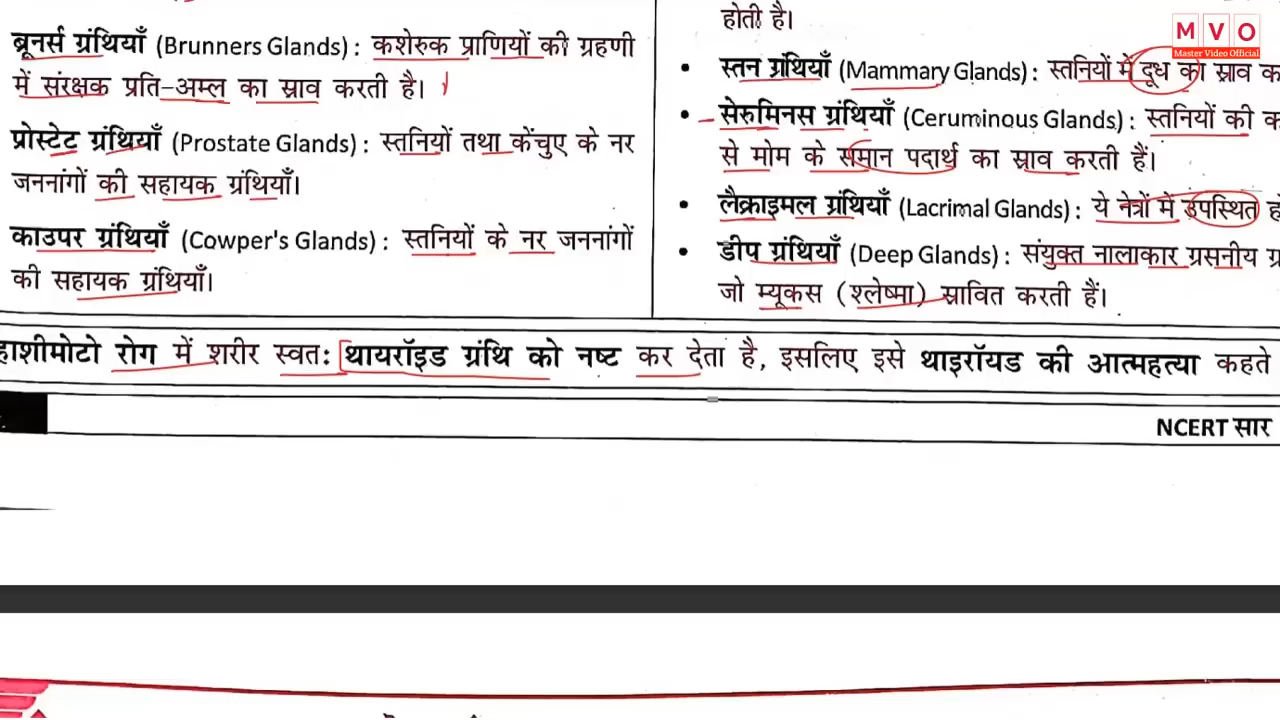 ब्रूनर्स ग्रंथियाँ (Brunners Glands) : कशेरुक प्राणियों की ग्रहणी
में संरक्षक प्रति-अम्ल का स्राव करती है।
प्रोस्टेट ग्रंथियाँ (Prostate Glands) : स्तनियों तथा केंचुए के नर
जननांगों की सहायक ग्रंथियाँ।
काउपर ग्रंथियाँ (Cowper's Glands) : स्तनियों के नर जननांगों
की सहायक ग्रंथियाँ।
होती है।
• स्तन ग्रंथियाँ (Mammary Glands) : स्तनियों में दूध का स्राव
• सेरुमिनस ग्रंथियाँ (Ceruminous Glands) : स्तनियों की
से मोम के समान पदार्थ का स्राव करती हैं।
• लैक्राइमल ग्रंथियाँ (Lacrimal Glands) : ये नेत्रों में उपस्थित
• डीप ग्रंथियाँ (Deep Glands) : संयुक्त नालाकार ग्रसनीय
जो म्यूकस (श्लेष्मा) स्रावित करती हैं।
हाशीमोटो रोग में शरीर स्वतः थायरॉइड ग्रंथि को नष्ट कर देता है, इसलिए इसे थाइरॉयड की आत्महत्या कहते
NCERT सार
MVO
Master Video Official